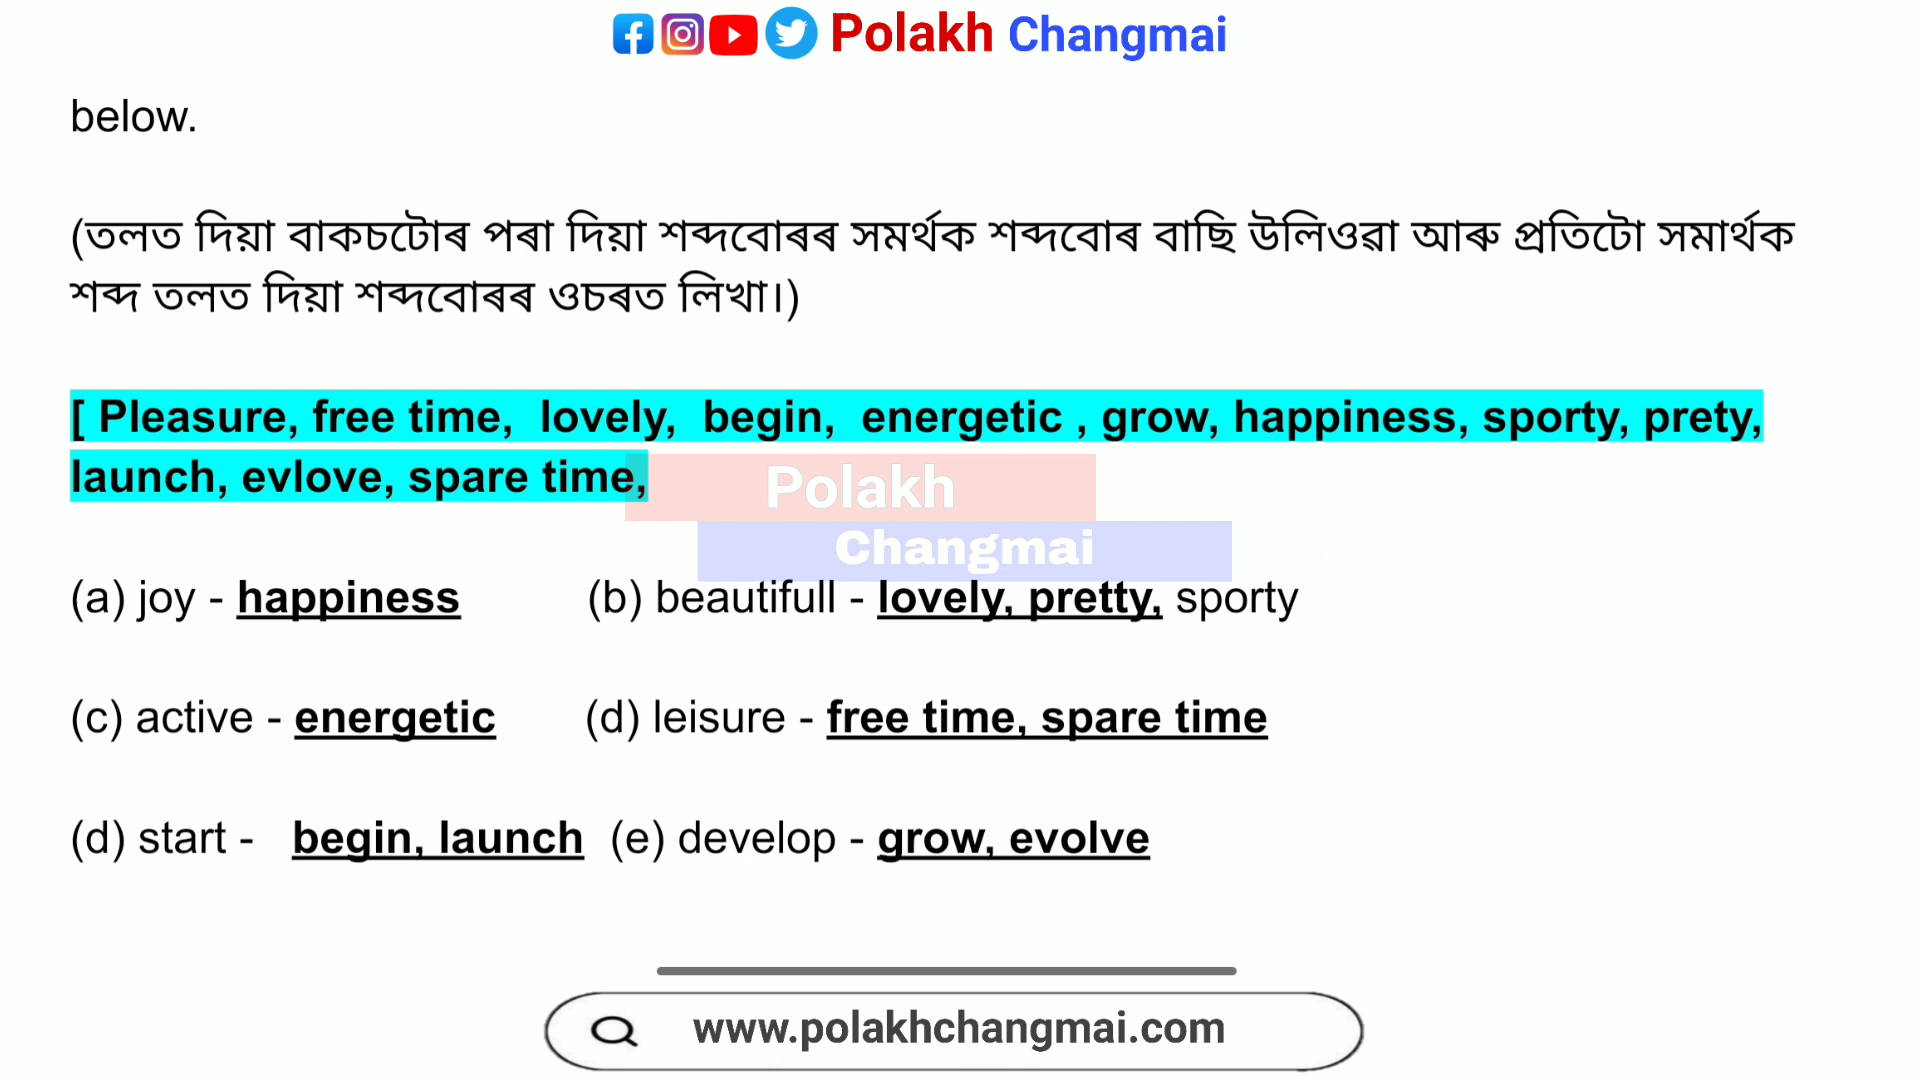 Polakh Changmai
below.
(তলত দিয়া বাকচটোৰ পৰা দিয়া শব্দবোৰৰ সমৰ্থক শব্দবোৰ বাছি উলিওৱা আৰু প্ৰতিটো সমাৰ্থক
শব্দ তলত দিয়া শব্দবোৰৰ ওচৰত লিখা।)
[ Pleasure, free time, lovely, begin, energetic , grow, happiness, sporty, prety,
launch, evlove, spare time,
Polakh
Changmai
(a) joy - happiness (b) beautifull - lovely, pretty, sporty
(c) active - energetic (d) leisure - free time, spare time
(d) start - begin, launch (e) develop - grow, evolve
www.polakhchangmai.com